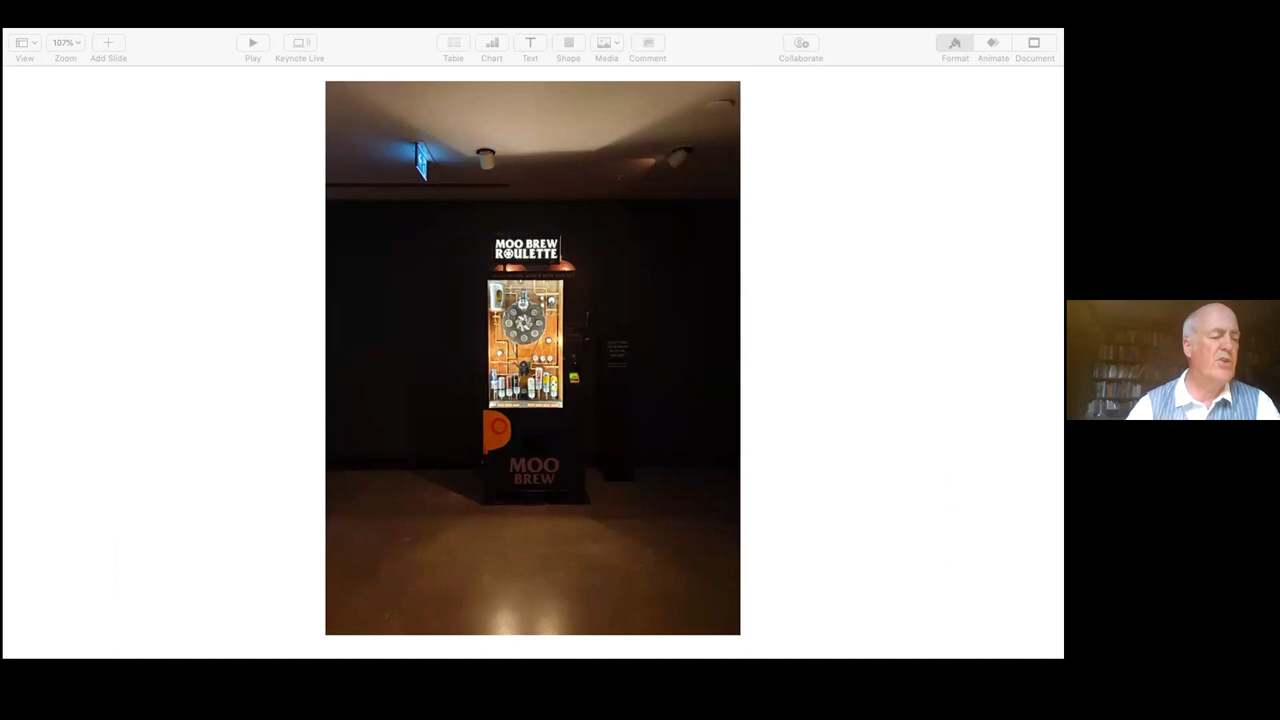 107%
View
Zoom
Add Slide
Play
Keynote Live
Table
Chart
Text
Shape
Media
Comment
Collaborate
Format
Animate
Document
MOO BREW
ROULETTE
MOO
BREW